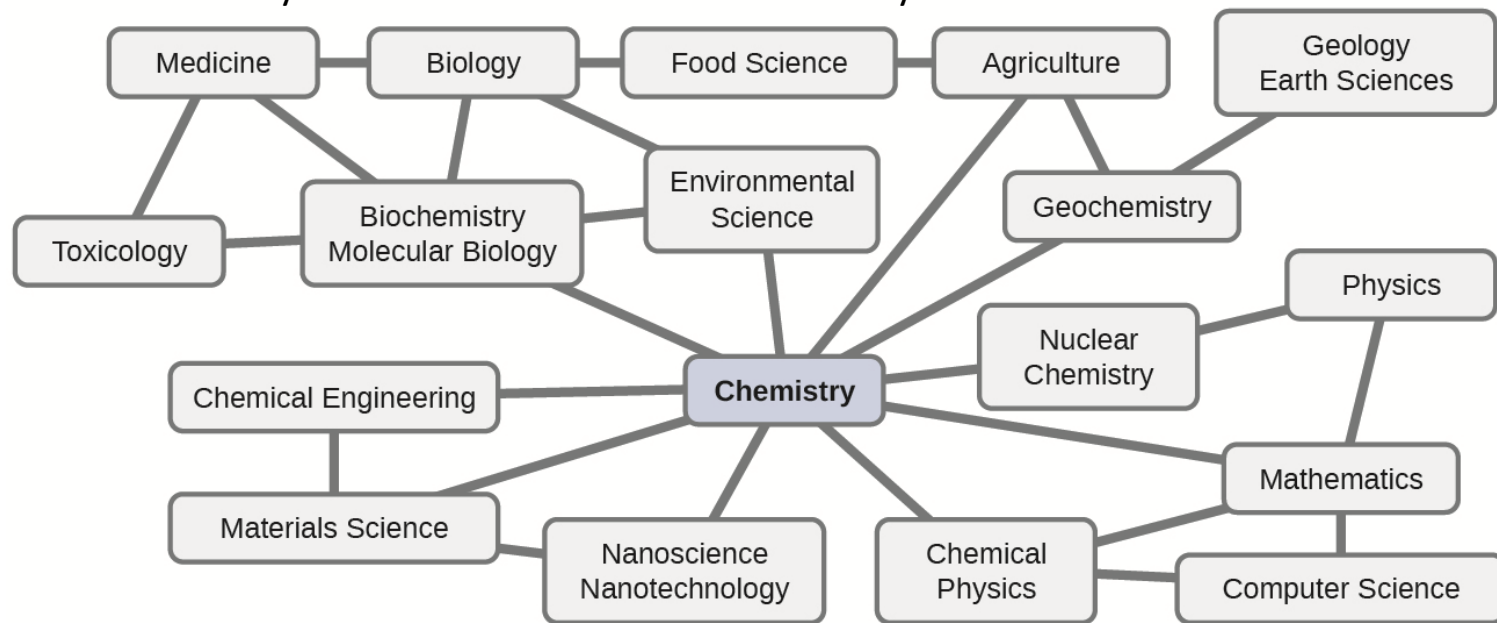 Medicine
Biology
Food Science
Agriculture
Geology
Earth Sciences
Environmental
Science
Geochemistry
Biochemistry
Molecular Biology
Toxicology
Physics
Nuclear
Chemistry
Chemistry
Chemical Engineering
Mathematics
Materials Science
Nanoscience
Nanotechnology
Chemical
Physics
Computer Science